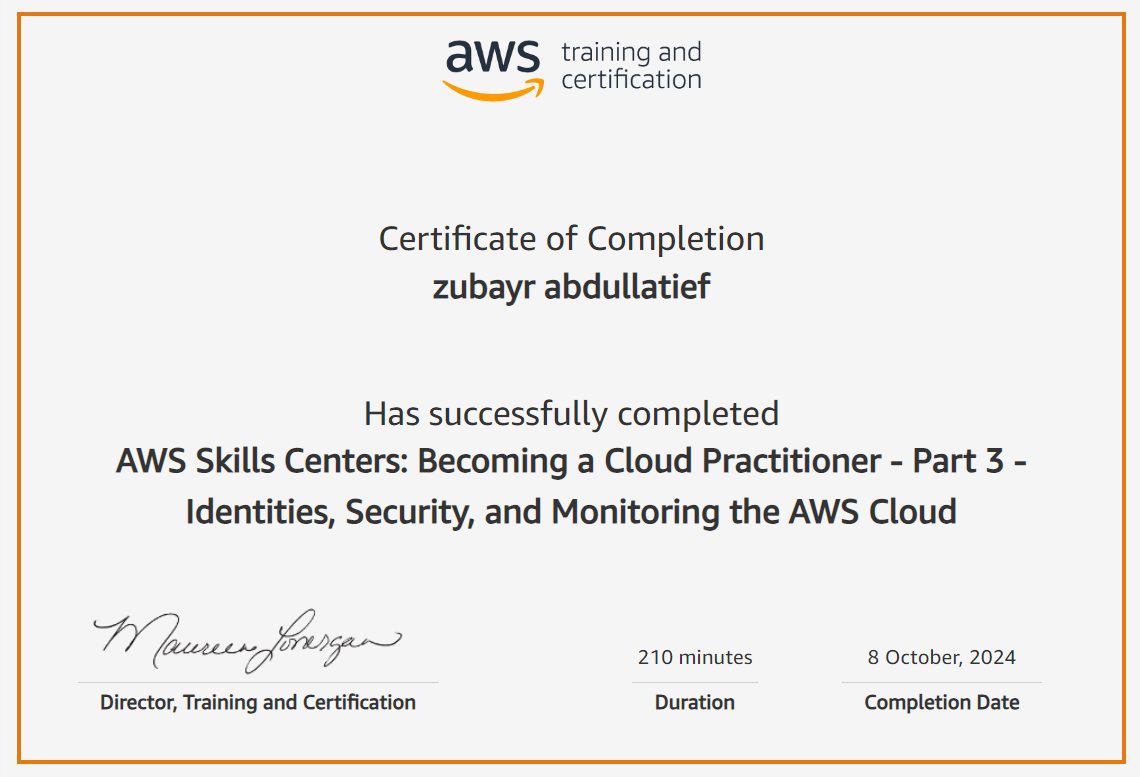 aws training and
certification
Certificate of Completion
zubayr abdullatief
Has successfully completed
AWS Skills Centers: Becoming a Cloud Practitioner - Part 3 -
Identities, Security, and Monitoring the AWS Cloud
Maureen Lonergan
Director, Training and Certification
210 minutes
Duration
8 October, 2024
Completion Date